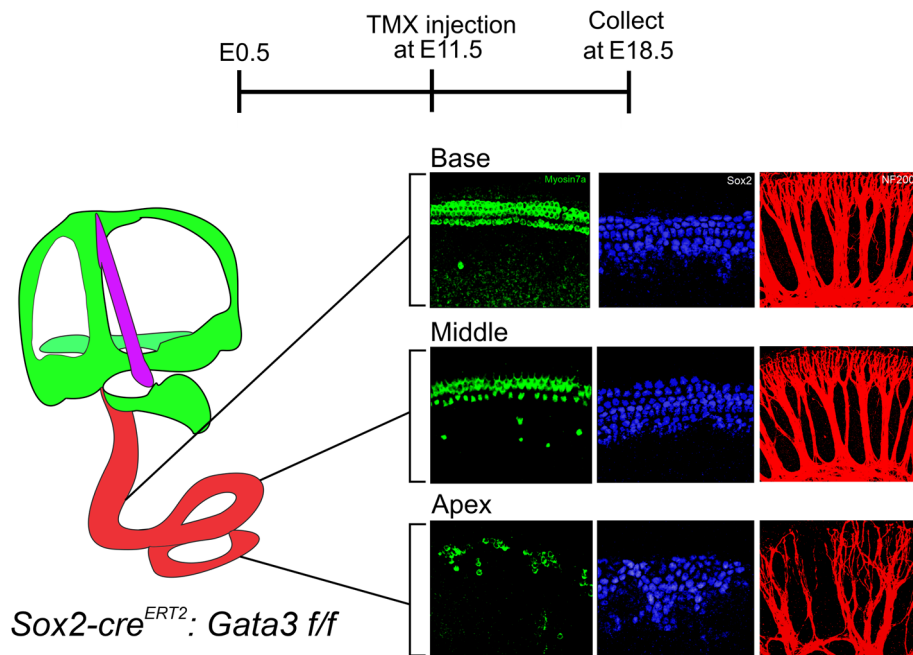 E0.5
TMX injection
at E11.5
Collect
at E18.5
Base
Myosin7a
Sox2
NF200
Middle
Apex
Sox2-cre^ERT2: Gata3 f/f